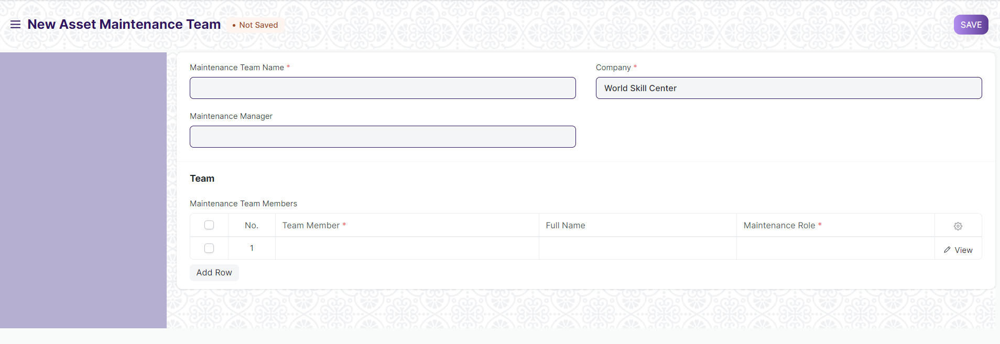 New Asset Maintenance Team
• Not Saved
SAVE
Maintenance Team Name *
Company *
World Skill Center
Maintenance Manager
Team
Maintenance Team Members
No. Team Member * Full Name Maintenance Role *
1 View
Add Row